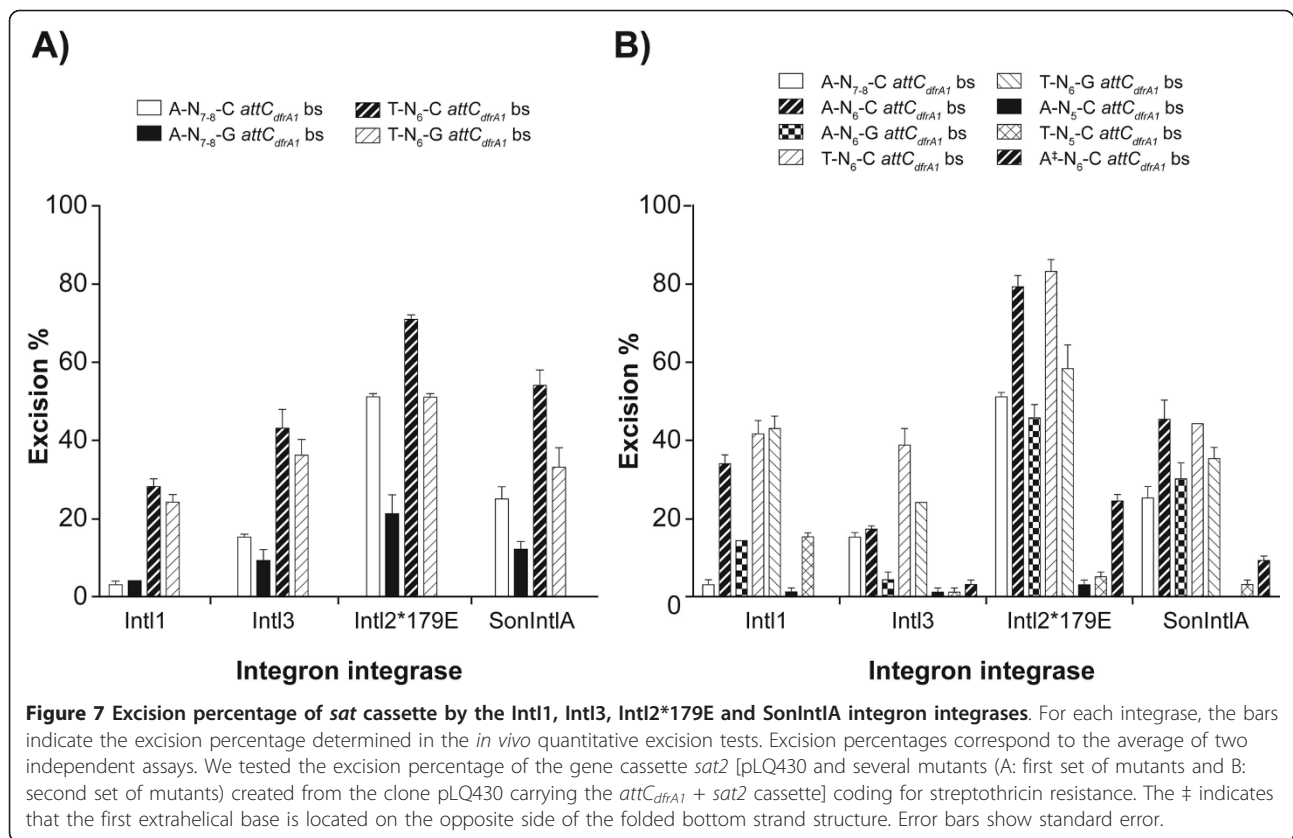 A)
A-N7-8-C attCdfrA1 bs
T-N6-C attCdfrA1 bs
A-N7-8-G attCdfrA1 bs
T-N6-G attCdfrA1 bs
100
80
60
40
20
0
Excision %
IntI1
IntI3
IntI2*179E
SonIntIA
Integron integrase
B)
A-N7-8-C attCdfrA1 bs
T-N6-G attCdfrA1 bs
A-N6-C attCdfrA1 bs
A-N5-C attCdfrA1 bs
A-N6-G attCdfrA1 bs
T-N5-C attCdfrA1 bs
T-N6-C attCdfrA1 bs
A‡-N6-C attCdfrA1 bs
100
80
60
40
20
0
Excision %
IntI1
IntI3
IntI2*179E
SonIntIA
Integron integrase
Figure 7 Excision percentage of sat cassette by the IntI1, IntI3, IntI2*179E and SonIntIA integron integrases. For each integrase, the bars
indicate the excision percentage determined in the in vivo quantitative excision tests. Excision percentages correspond to the average of two
independent assays. We tested the excision percentage of the gene cassette sat2 [pLQ430 and several mutants (A: first set of mutants and B:
second set of mutants) created from the clone pLQ430 carrying the attCdfrA1 + sat2 cassette] coding for streptothricin resistance. The ‡ indicates
that the first extrahelical base is located on the opposite side of the folded bottom strand structure. Error bars show standard error.